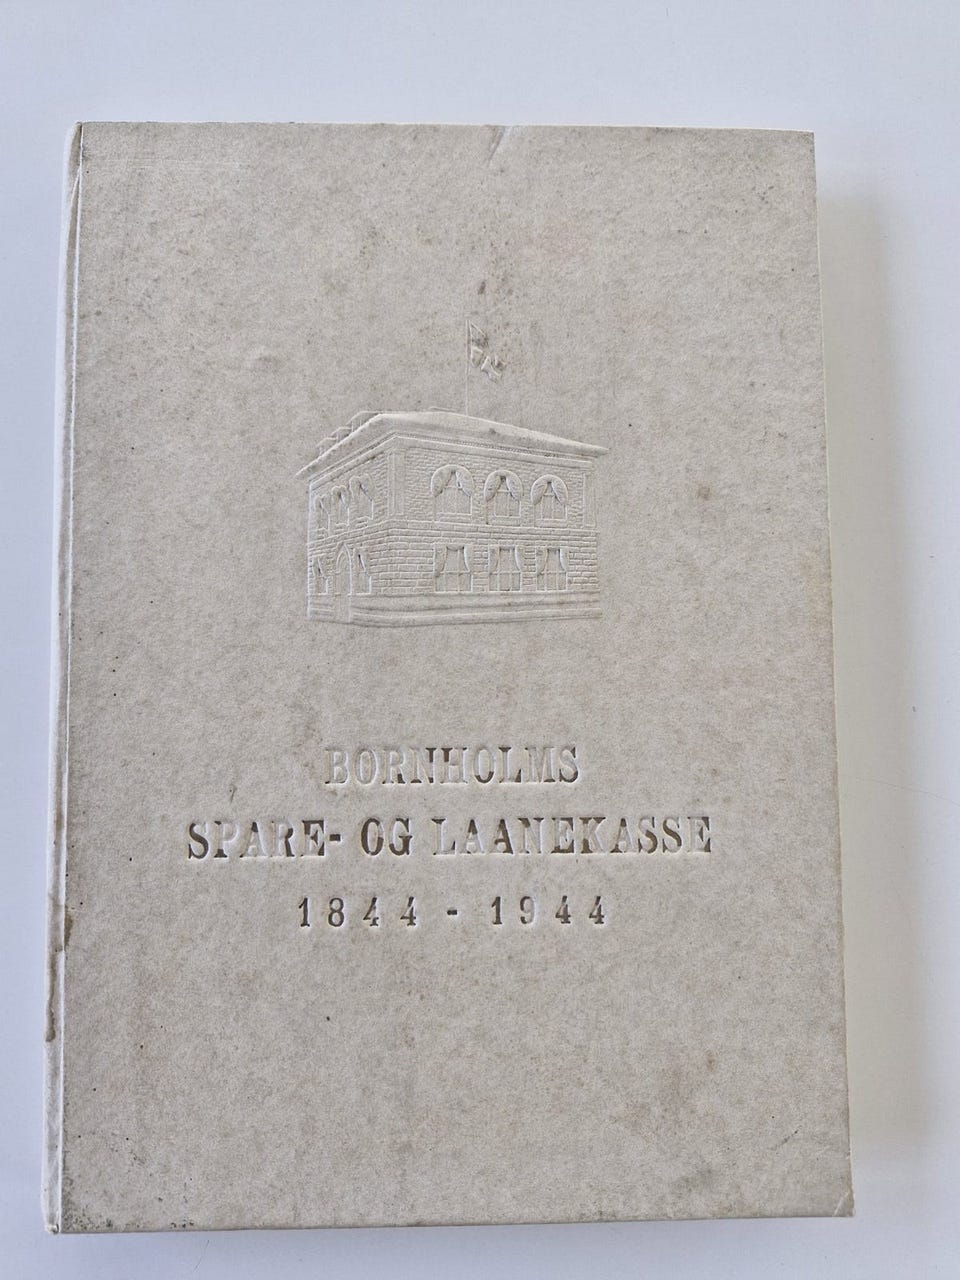 BORNHOLMS
SPARE- OG LAANEKASSE
1844 - 1944